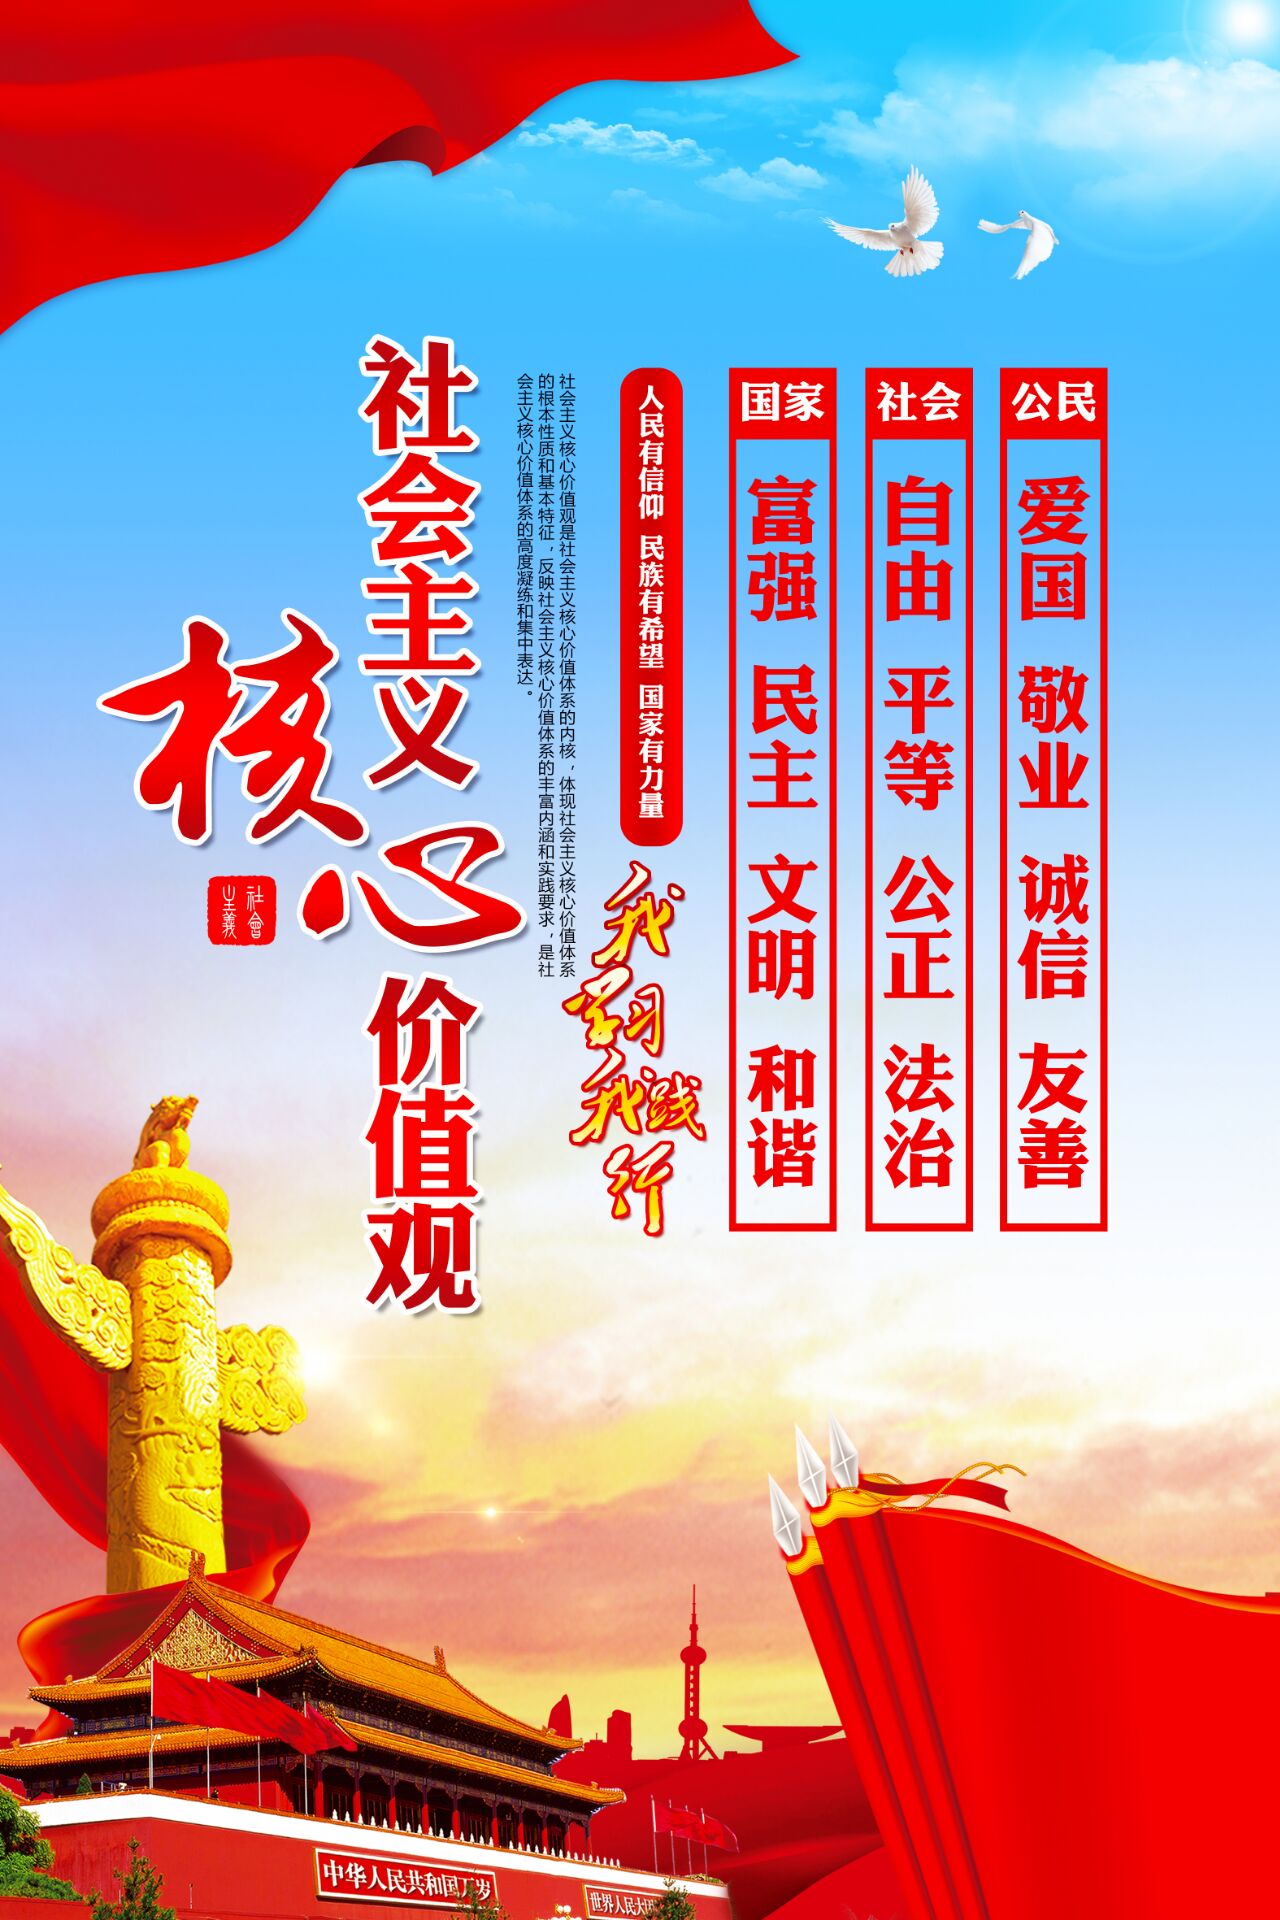 社会主义
核心
价值观
社會
主義
社会主义核心价值观是社会主义核心价值体系的内核，体现社会主义核心价值体系
的根本性质和基本特征，反映社会主义核心价值体系的丰富内涵和实践要求，是社
会主义核心价值体系的高度凝练和集中表达。
人民有信仰 民族有希望 国家有力量
我
学习
我践
行
国家
富强 民主 文明 和谐
社会
自由 平等 公正 法治
公民
爱国 敬业 诚信 友善
中华人民共和国万岁
世界人民大团